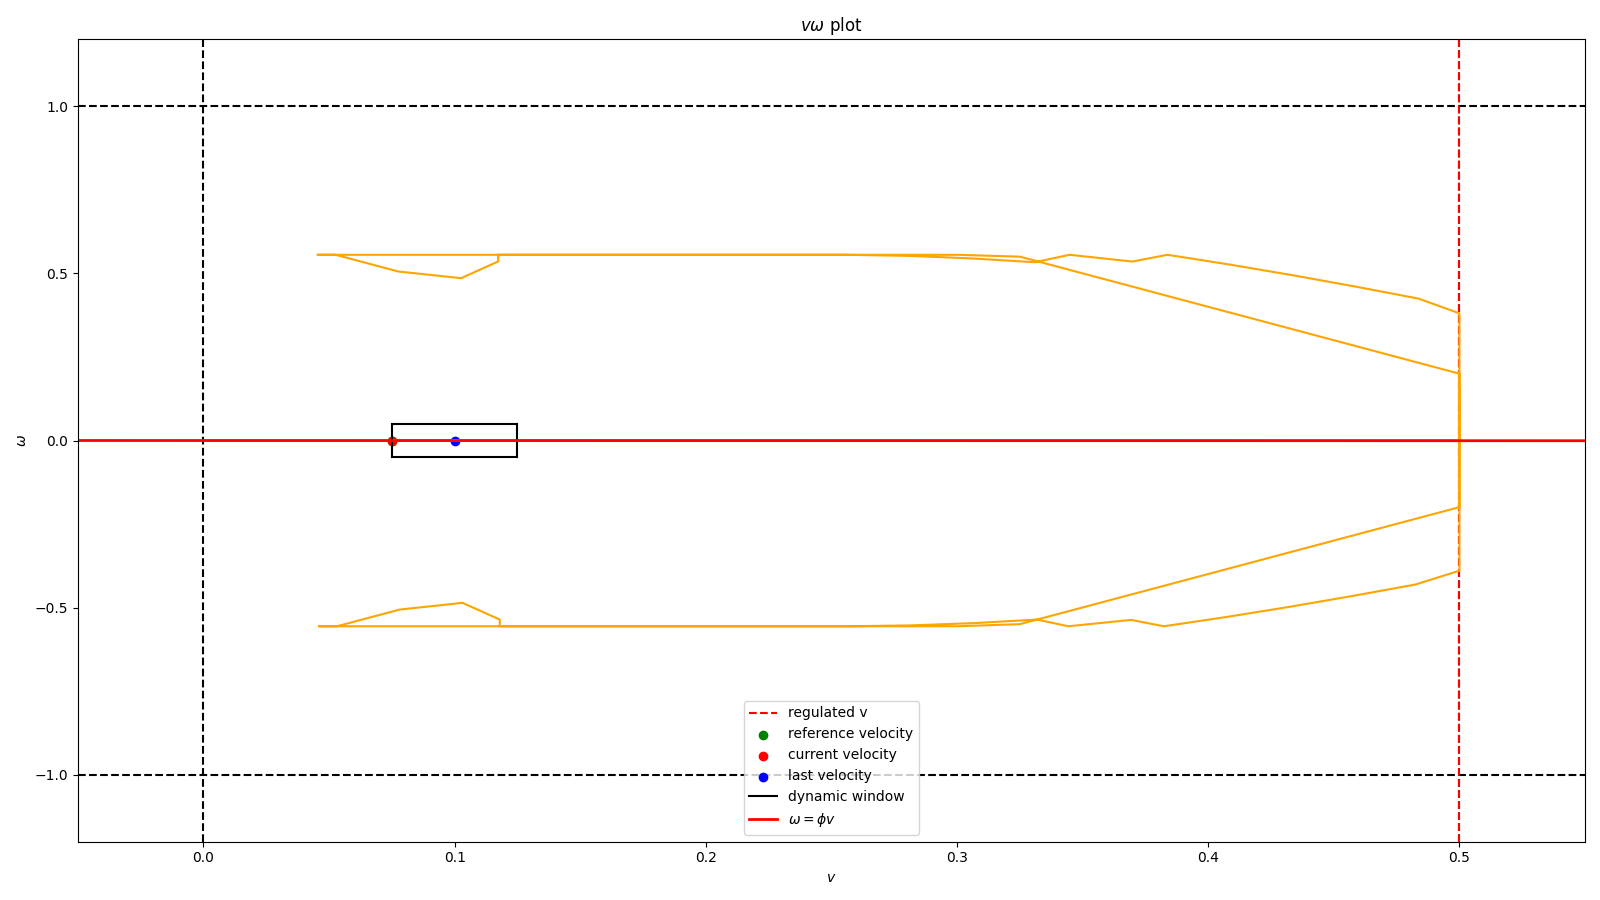 vω plot
1.0
0.5
0.0
−0.5
−1.0
ω
regulated v
reference velocity
current velocity
last velocity
dynamic window
ω = ϕv
0.0 0.1 0.2 0.3 0.4 0.5
v